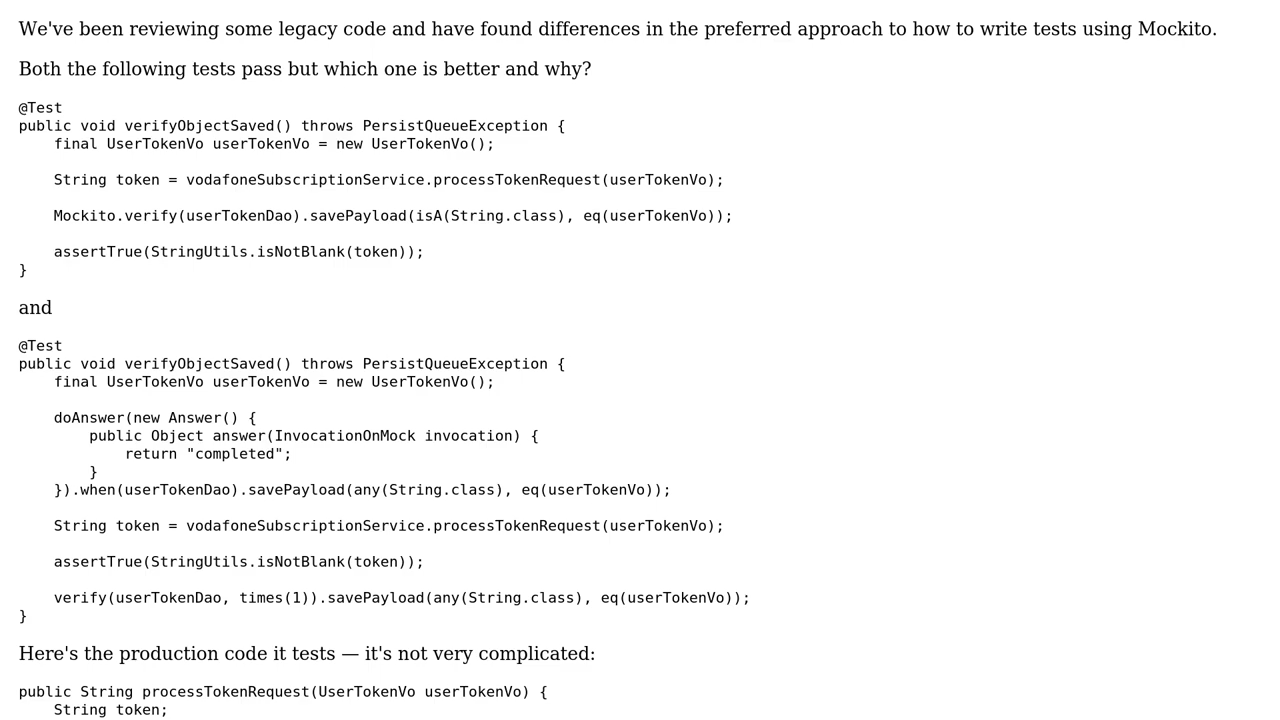 We've been reviewing some legacy code and have found differences in the preferred approach to how to write tests using Mockito.
Both the following tests pass but which one is better and why?
@Test
public void verifyObjectSaved() throws PersistQueueException {
    final UserTokenVo userTokenVo = new UserTokenVo();
    String token = vodafoneSubscriptionService.processTokenRequest(userTokenVo);
    Mockito.verify(userTokenDao).savePayload(isA(String.class), eq(userTokenVo));
    assertTrue(StringUtils.isNotBlank(token));
}
and
@Test
public void verifyObjectSaved() throws PersistQueueException {
    final UserTokenVo userTokenVo = new UserTokenVo();
    doAnswer(new Answer() {
        public Object answer(InvocationOnMock invocation) {
            return "completed";
        }
    }).when(userTokenDao).savePayload(any(String.class), eq(userTokenVo));
    String token = vodafoneSubscriptionService.processTokenRequest(userTokenVo);
    assertTrue(StringUtils.isNotBlank(token));
    verify(userTokenDao, times(1)).savePayload(any(String.class), eq(userTokenVo));
}
Here's the production code it tests — it's not very complicated:
public String processTokenRequest(UserTokenVo userTokenVo) {
    String token;